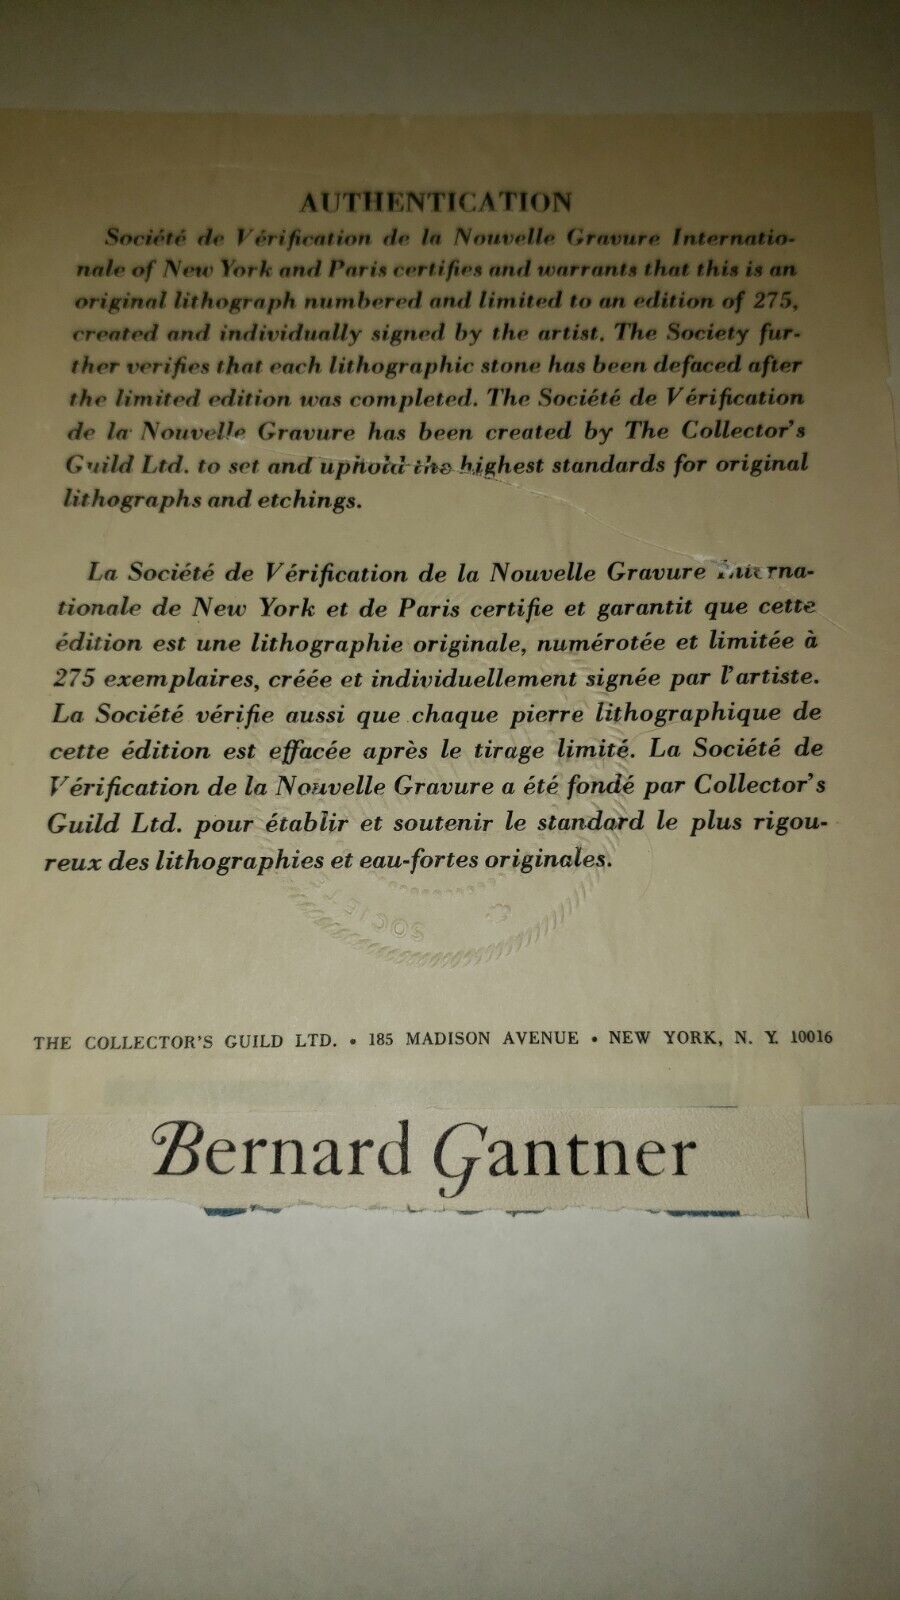 AUTHENTICATION
Société de Vérification de la Nouvelle Gravure Internatio-
nale of New York and Paris certifies and warrants that this is an
original lithograph numbered and limited to an edition of 275,
created and individually signed by the artist. The Society fur-
ther verifies that each lithographic stone has been defaced after
the limited edition was completed. The Société de Vérification
de la Nouvelle Gravure has been created by The Collector's
Guild Ltd. to set and uphold the highest standards for original
lithographs and etchings.
La Société de Vérification de la Nouvelle Gravure Interna-
tionale de New York et de Paris certifie et garantit que cette
édition est une lithographie originale, numérotée et limitée à
275 exemplaires, créée et individuellement signée par l'artiste.
La Société vérifie aussi que chaque pierre lithographique de
cette édition est effacée après le tirage limité. La Société de
Vérification de la Nouvelle Gravure a été fondé par Collector's
Guild Ltd. pour établir et soutenir le standard le plus rigou-
reux des lithographies et eau-fortes originales.
SOCIETE
THE COLLECTOR'S GUILD LTD. • 185 MADISON AVENUE • NEW YORK, N. Y. 10016
Bernard Gantner